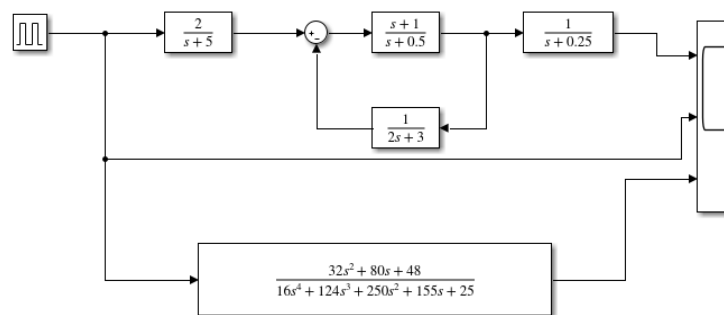 2
s + 5
+
−
s + 1
s + 0.5
1
s + 0.25
1
2s + 3
32s² + 80s + 48
16s⁴ + 124s³ + 250s² + 155s + 25